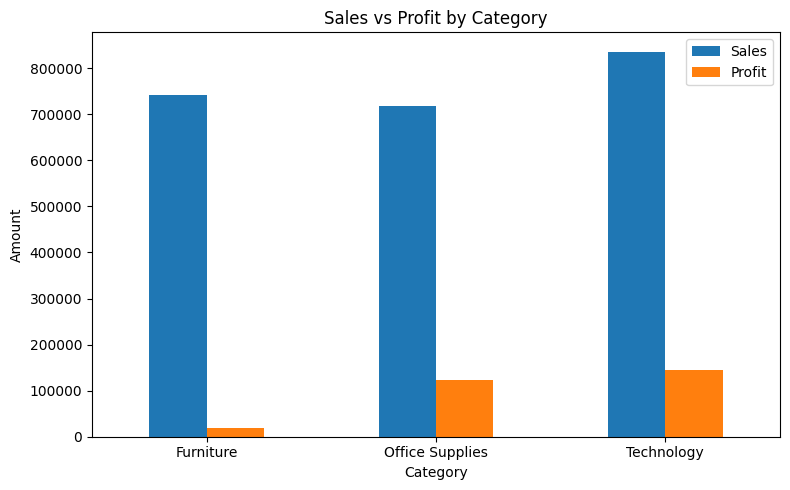 Sales vs Profit by Category
Sales
Profit
800000
700000
600000
500000
400000
300000
200000
100000
0
Amount
Furniture
Office Supplies
Technology
Category